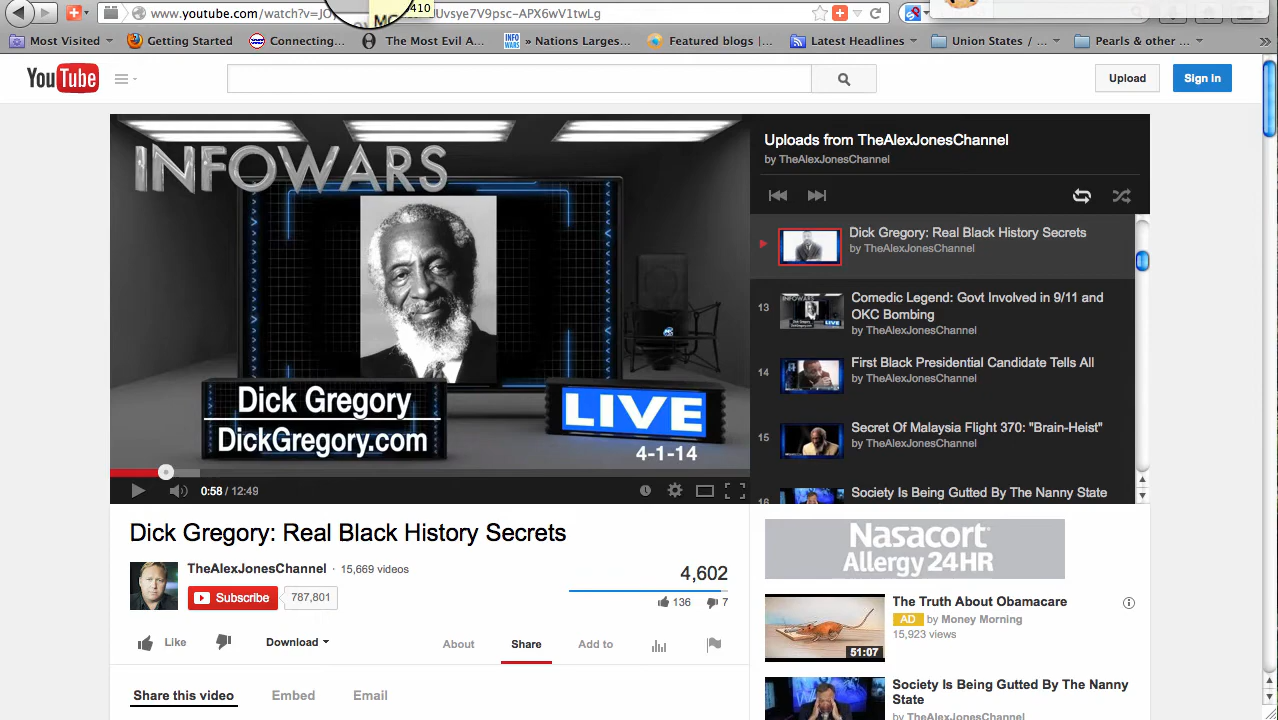 3410
www.youtube.com/watch?v=JO
Uvsye7V9psc-APX6wV1twLg
Most Visited
Getting Started
Connecting...
The Most Evil A...
INFO WARS
» Nations Larges...
Featured blogs |...
Latest Headlines
Union States / ...
Pearls & other ...
YouTube
Upload
Sign in
INFOWARS
Dick Gregory
DickGregory.com
LIVE
4-1-14
0:58 / 12:49
Uploads from TheAlexJonesChannel
by TheAlexJonesChannel
Dick Gregory: Real Black History Secrets
by TheAlexJonesChannel
13
Comedic Legend: Govt Involved in 9/11 and
OKC Bombing
by TheAlexJonesChannel
14
First Black Presidential Candidate Tells All
by TheAlexJonesChannel
15
Secret Of Malaysia Flight 370: "Brain-Heist"
by TheAlexJonesChannel
16
Society Is Being Gutted By The Nanny State
Dick Gregory: Real Black History Secrets
TheAlexJonesChannel · 15,669 videos
Subscribe 787,801
4,602
136 7
Like
Download
About
Share
Add to
Share this video
Embed
Email
Nasacort
Allergy 24HR
The Truth About Obamacare
AD by Money Morning
15,923 views
51:07
Society Is Being Gutted By The Nanny
State
by TheAlexJonesChannel